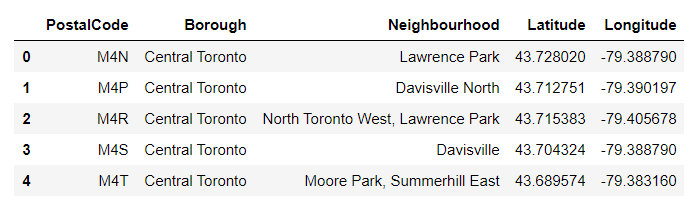 PostalCode Borough Neighbourhood Latitude Longitude
0 M4N Central Toronto Lawrence Park 43.728020 -79.388790
1 M4P Central Toronto Davisville North 43.712751 -79.390197
2 M4R Central Toronto North Toronto West, Lawrence Park 43.715383 -79.405678
3 M4S Central Toronto Davisville 43.704324 -79.388790
4 M4T Central Toronto Moore Park, Summerhill East 43.689574 -79.383160